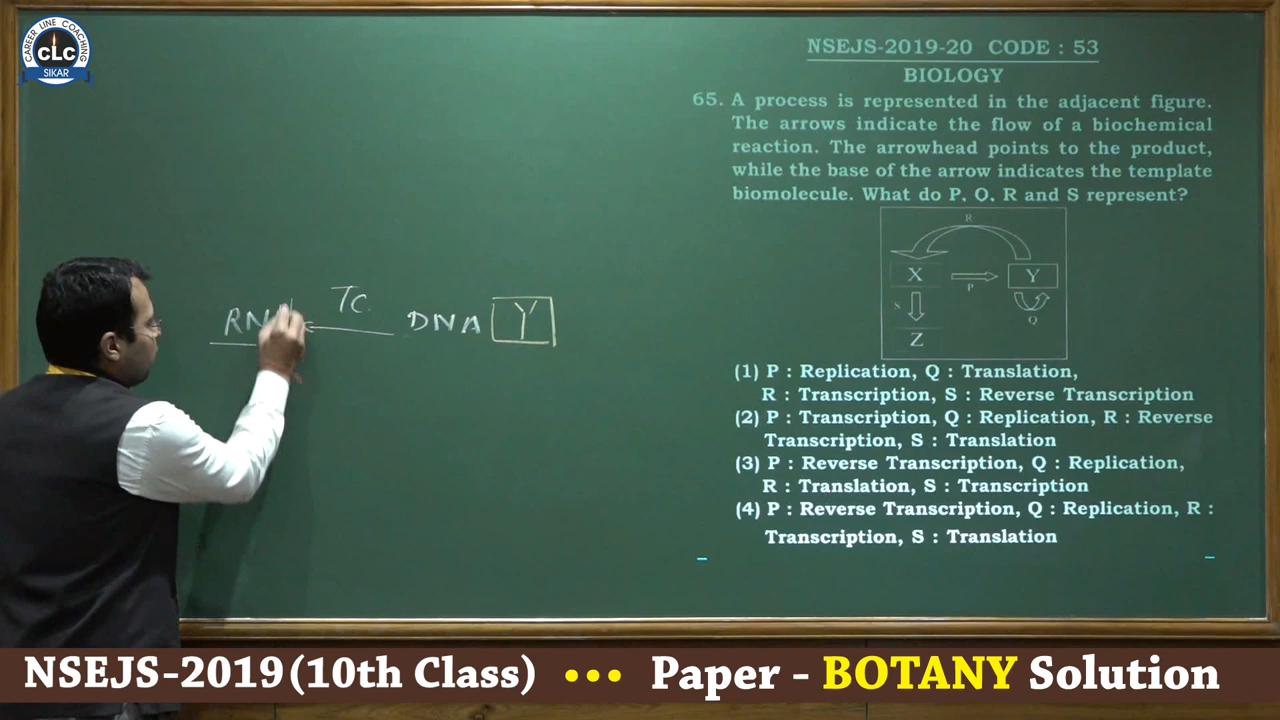 CAREER LINE COACHING
CLC
SIKAR
NSEJS-2019-20 CODE : 53
BIOLOGY
65. A process is represented in the adjacent figure.
The arrows indicate the flow of a biochemical
reaction. The arrowhead points to the product,
while the base of the arrow indicates the template
biomolecule. What do P, Q, R and S represent?
R
X
P
Y
S
Q
Z
(1) P : Replication, Q : Translation,
R : Transcription, S : Reverse Transcription
(2) P : Transcription, Q : Replication, R : Reverse
Transcription, S : Translation
(3) P : Reverse Transcription, Q : Replication,
R : Translation, S : Transcription
(4) P : Reverse Transcription, Q : Replication, R :
Transcription, S : Translation
TC
RN
DNA Y
NSEJS-2019(10th Class) ••• Paper - BOTANY Solution